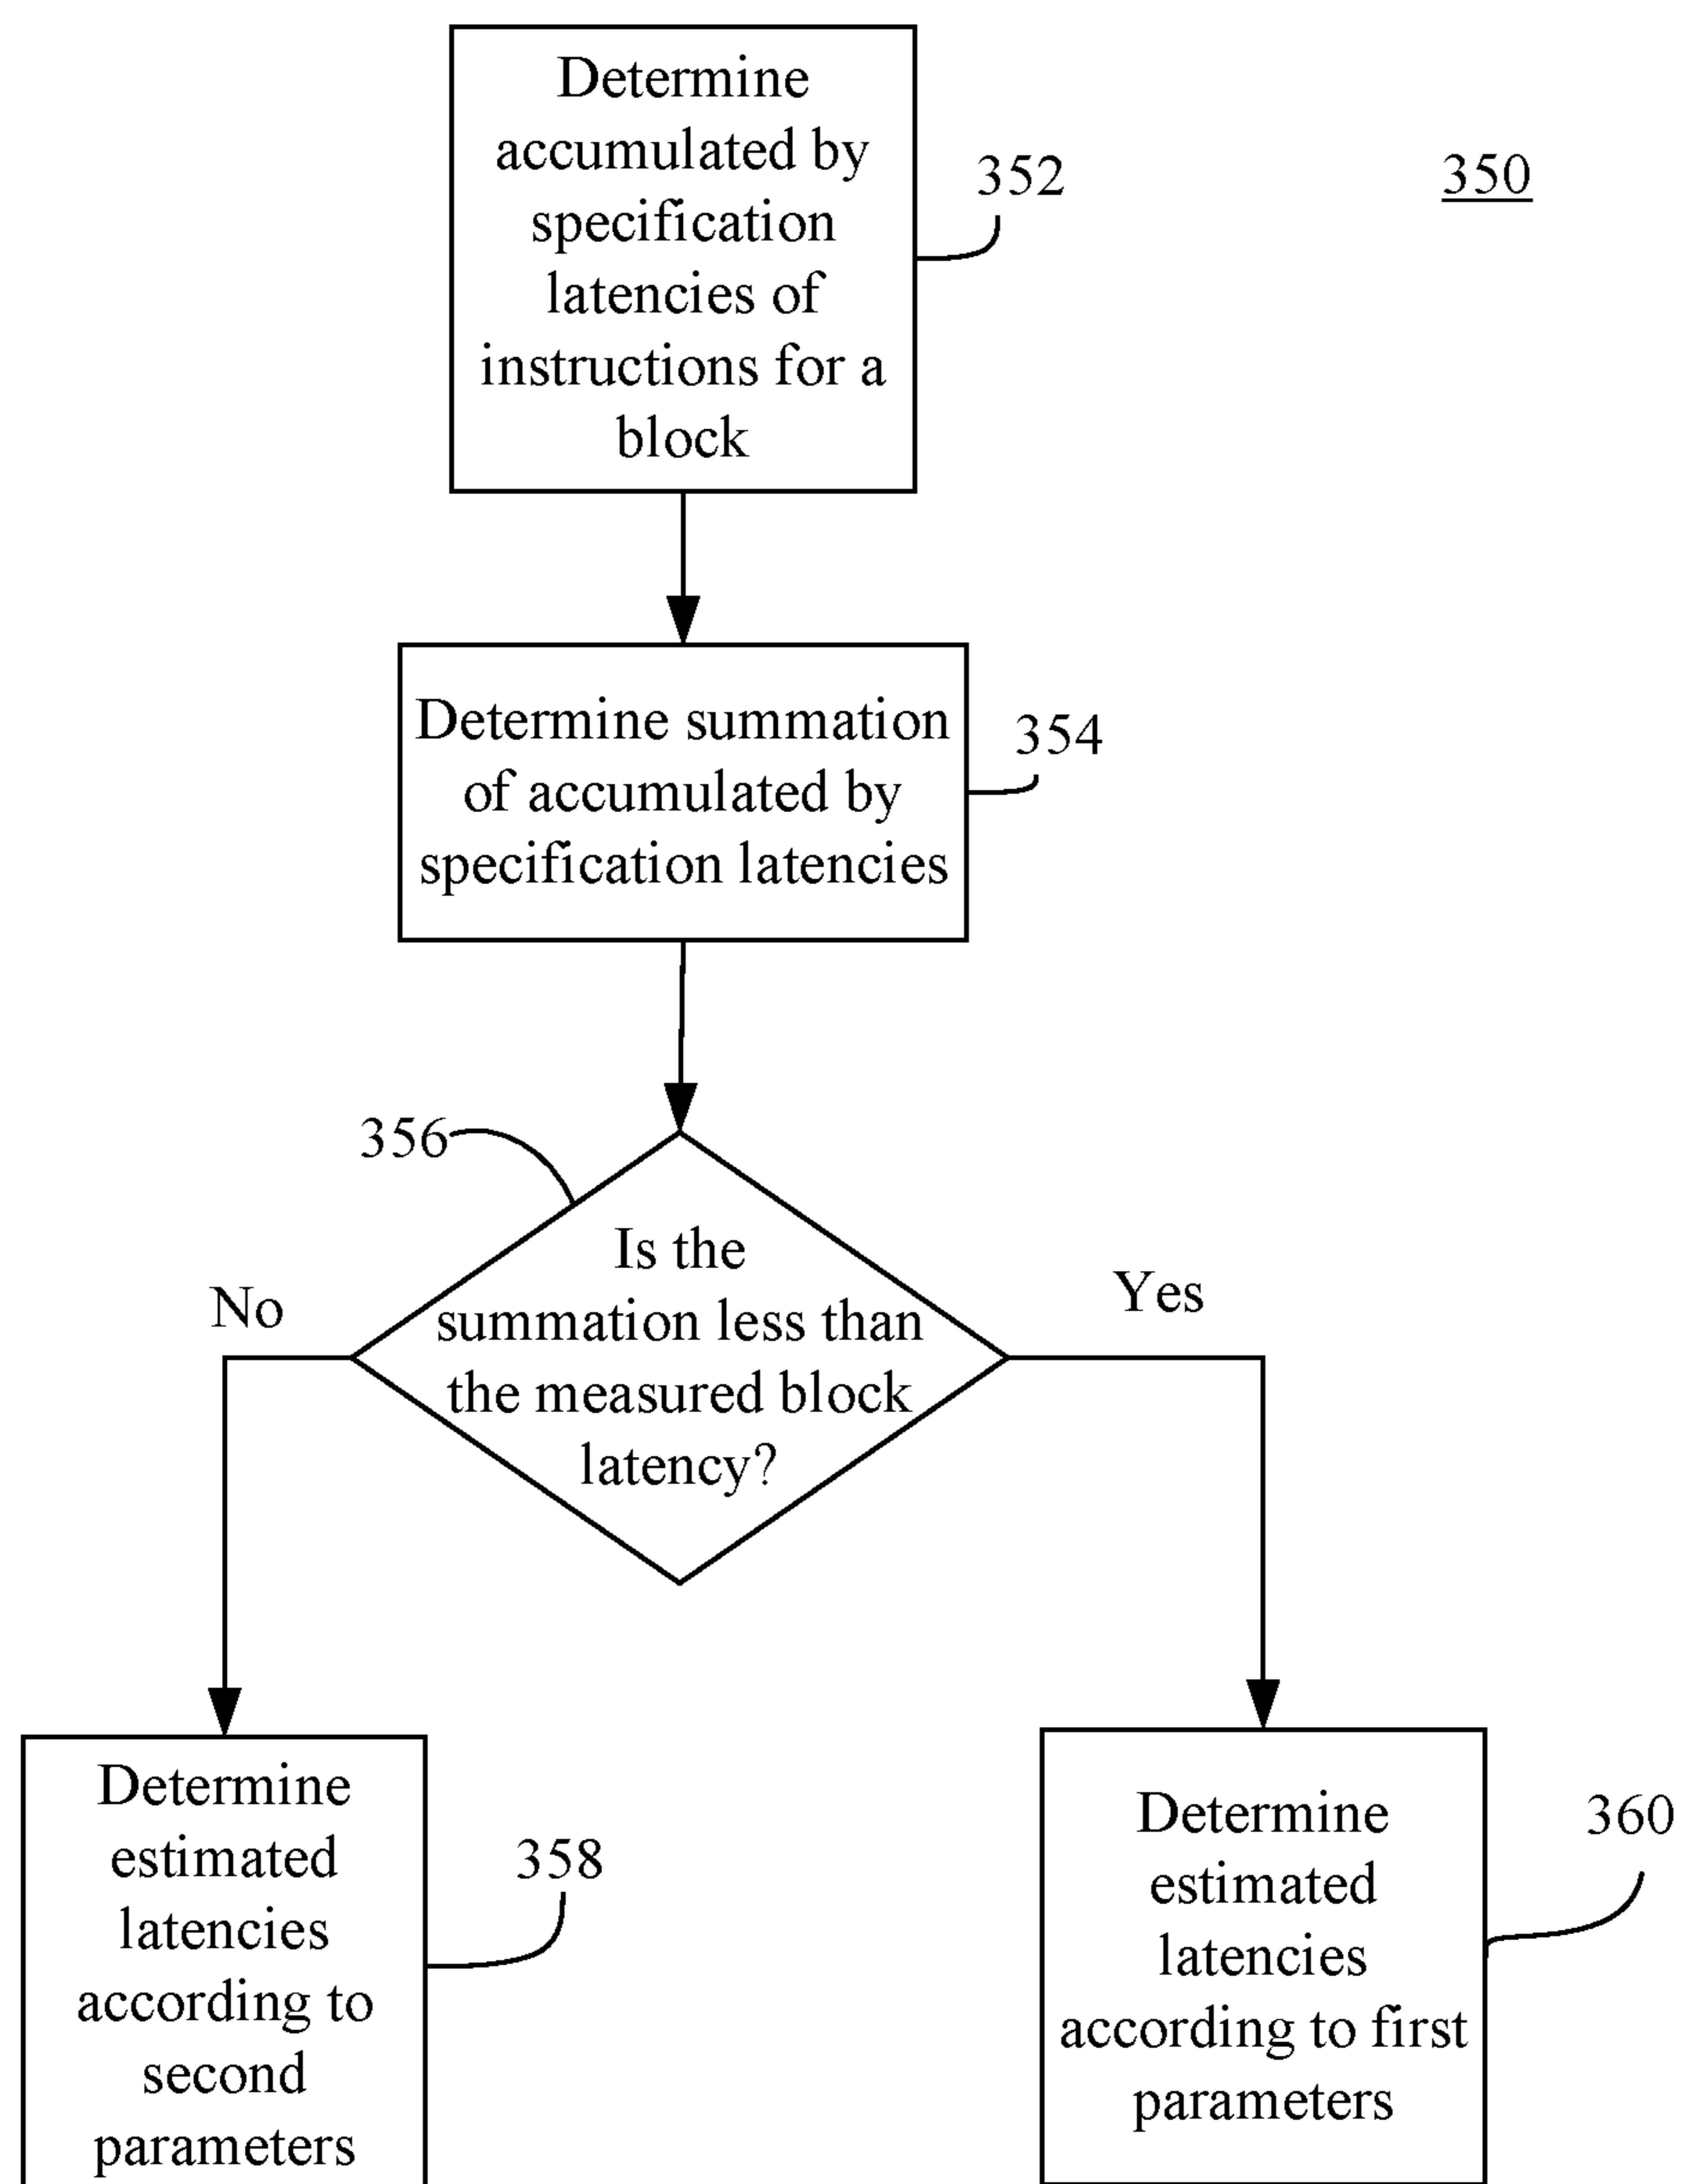 Determine
accumulated by
specification
latencies of
instructions for a
block
352
350
Determine summation
of accumulated by
specification latencies
354
356
Is the
summation less than
the measured block
latency?
No
Yes
Determine
estimated
latencies
according to
second
parameters
358
Determine
estimated
latencies
according to first
parameters
360